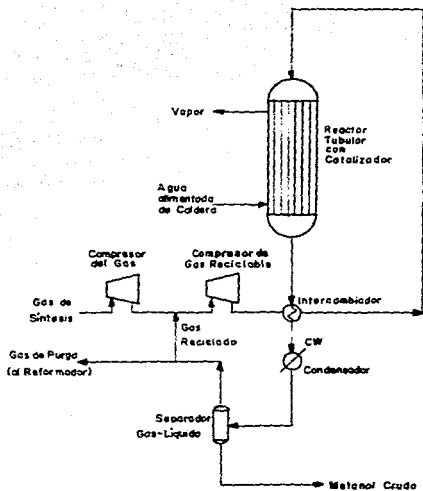 Vapor
Reactor
Tubular
con
Catalizador
Agua
alimentada
de Caldera
Compresor
del Gas
Compresor de
Gas Reciclable
Gas de
Síntesis
Intercambiador
Gas
Reciclado
Gas de Purga
(al Reformador)
CW
Condensador
Separador
Gas-Líquido
Metanol Crudo